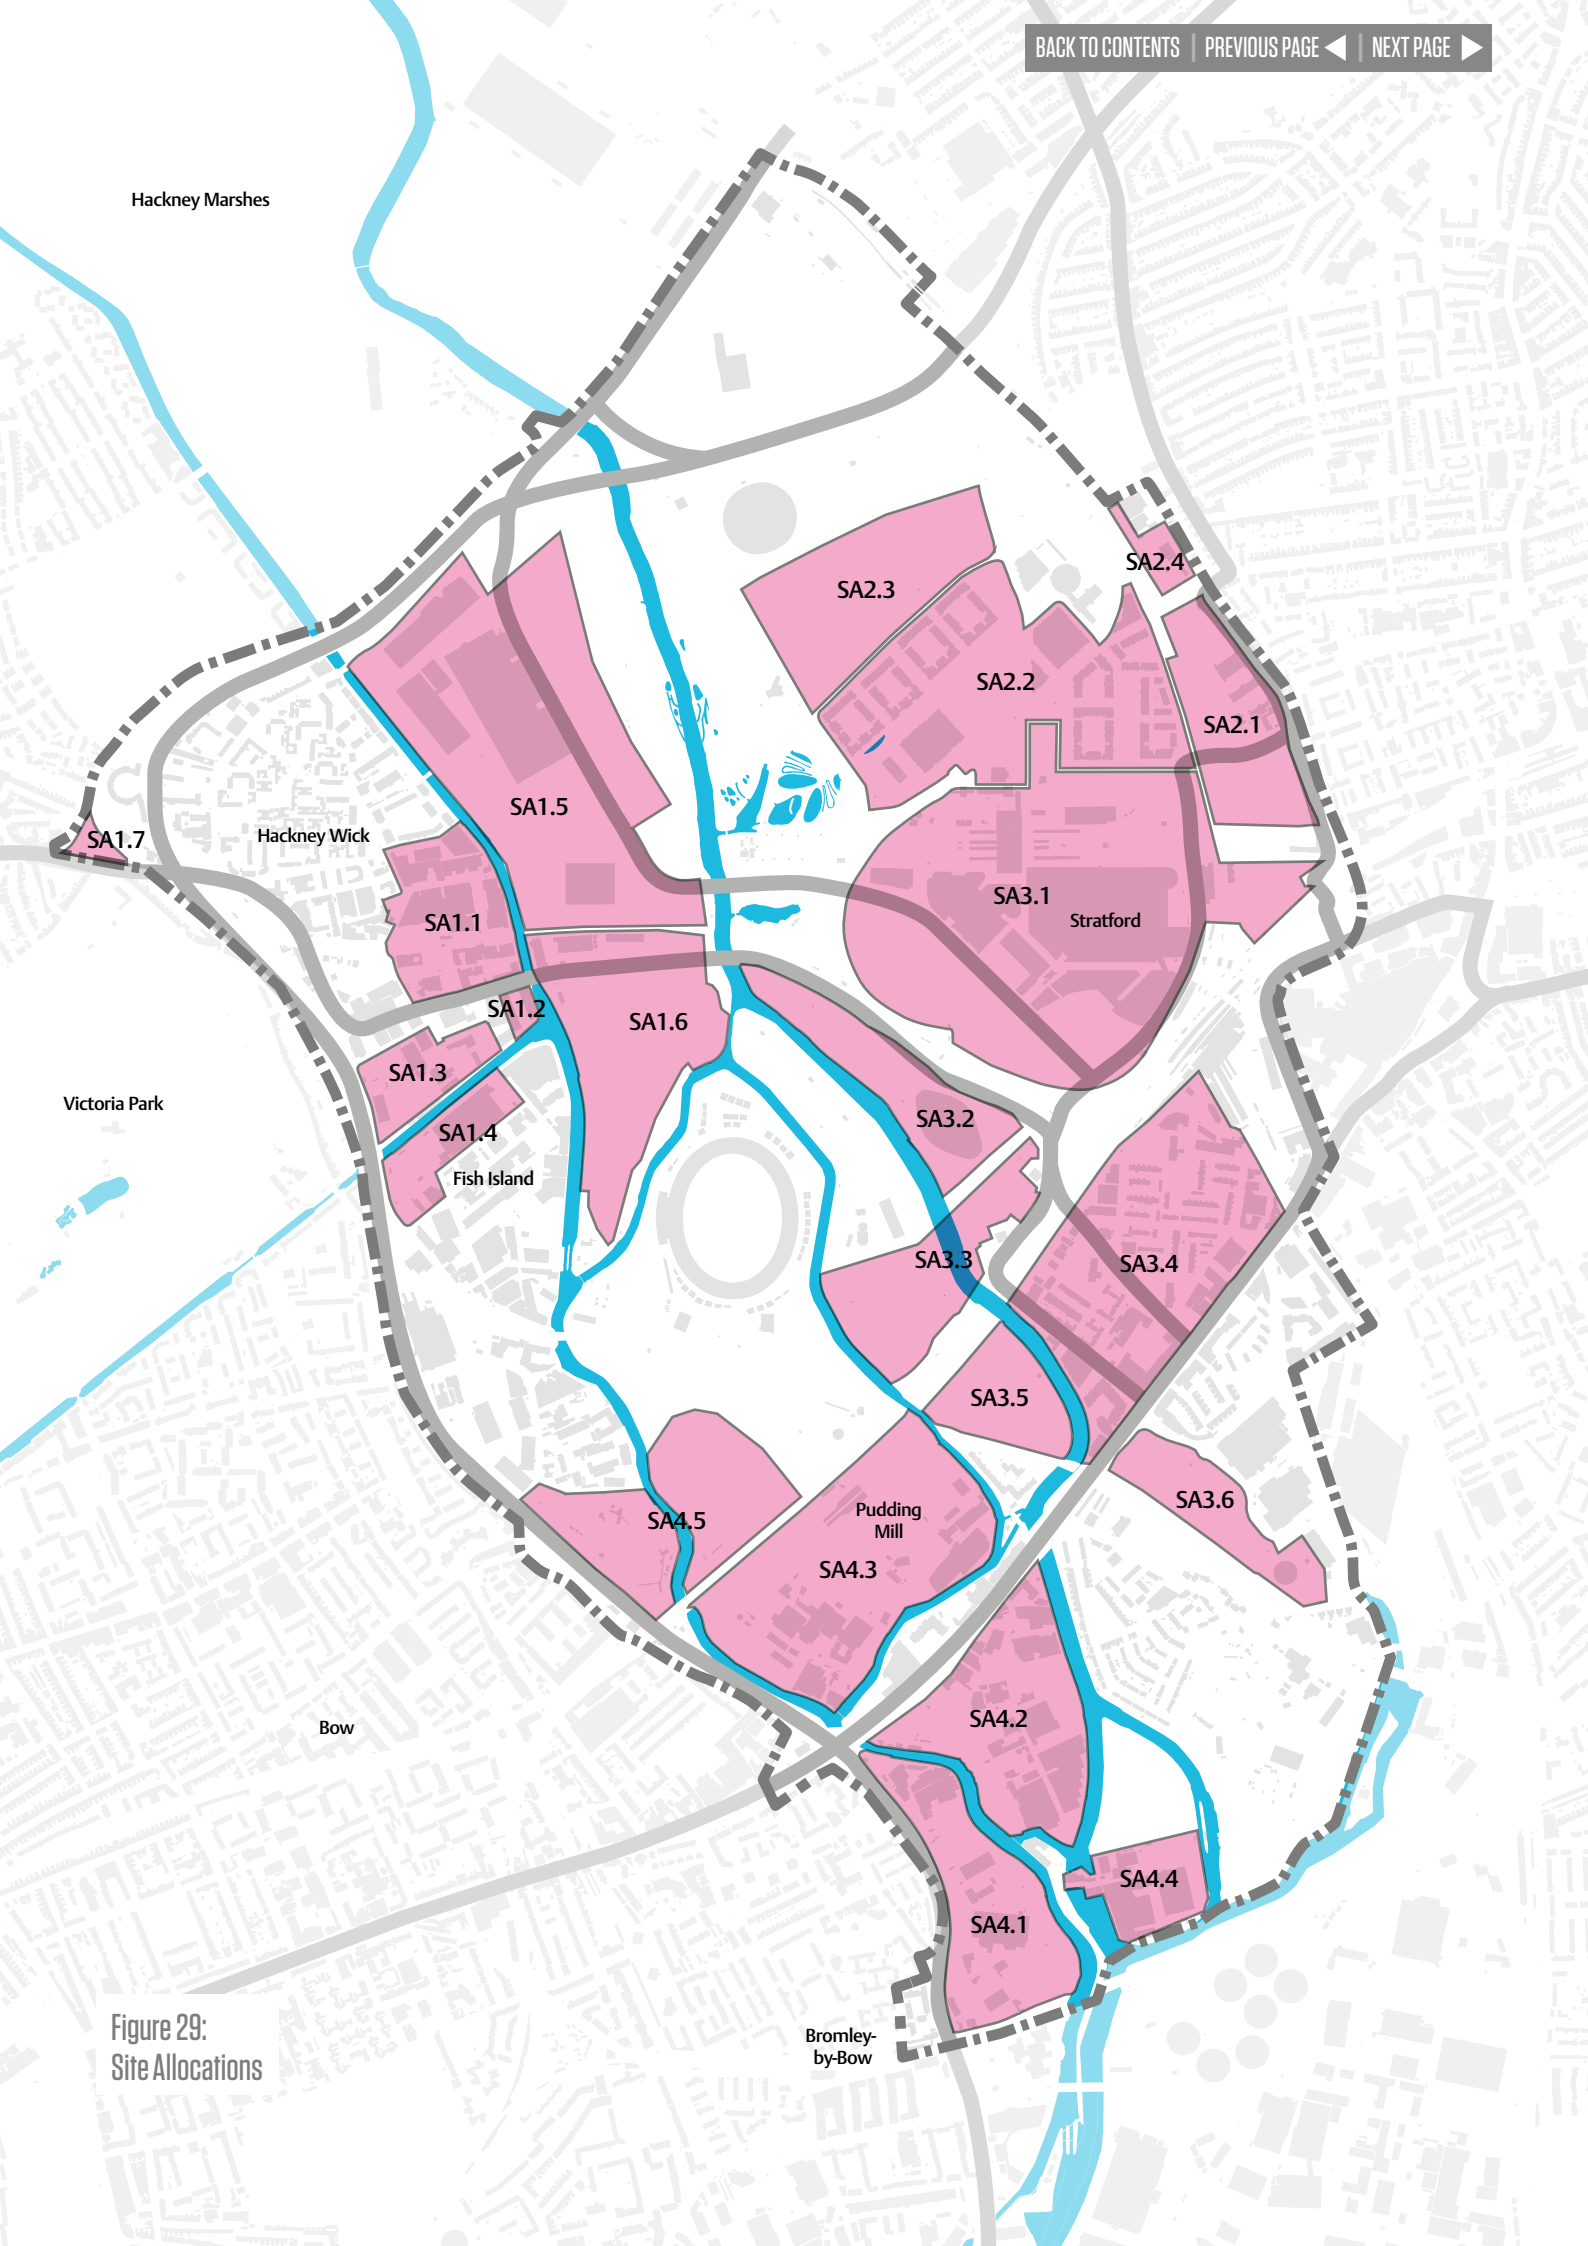 BACK TO CONTENTS | PREVIOUS PAGE | NEXT PAGE
Hackney Marshes
SA2.4
SA2.3
SA2.2
SA2.1
SA1.5
Hackney Wick
SA1.7
SA3.1
Stratford
SA1.1
SA1.2
SA1.6
SA1.3
Victoria Park
SA3.2
SA1.4
Fish Island
SA3.3
SA3.4
SA3.5
SA3.6
Pudding
Mill
SA4.5
SA4.3
SA4.2
Bow
SA4.4
SA4.1
Figure 29:
Site Allocations
Bromley-
by-Bow